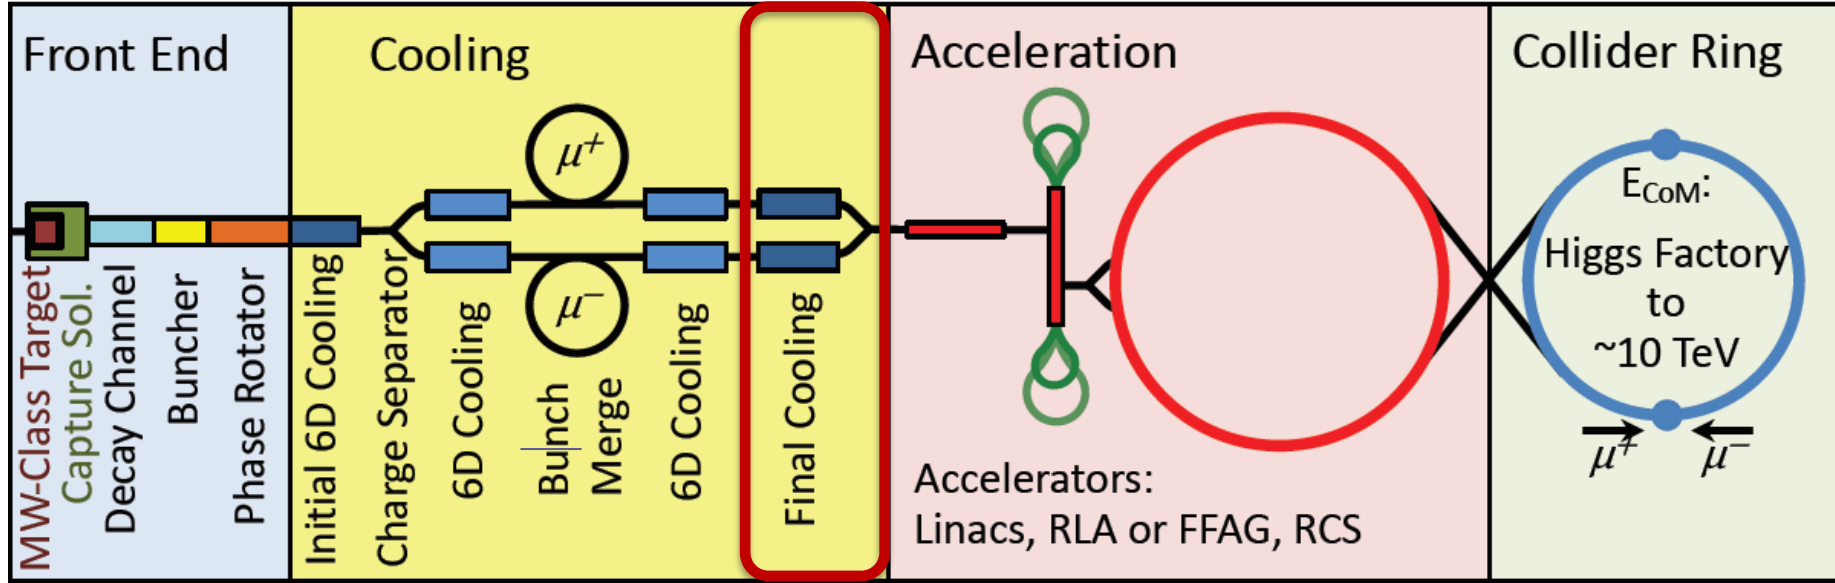 Front End
Cooling
Acceleration
Collider Ring
MW-Class Target
Capture Sol.
Decay Channel
Buncher
Phase Rotator
Initial 6D Cooling
Charge Separator
6D Cooling
μ+
μ−
Bunch
Merge
6D Cooling
Final Cooling
Accelerators:
Linacs, RLA or FFAG, RCS
ECoM:
Higgs Factory
to
~10 TeV
μ+
μ−